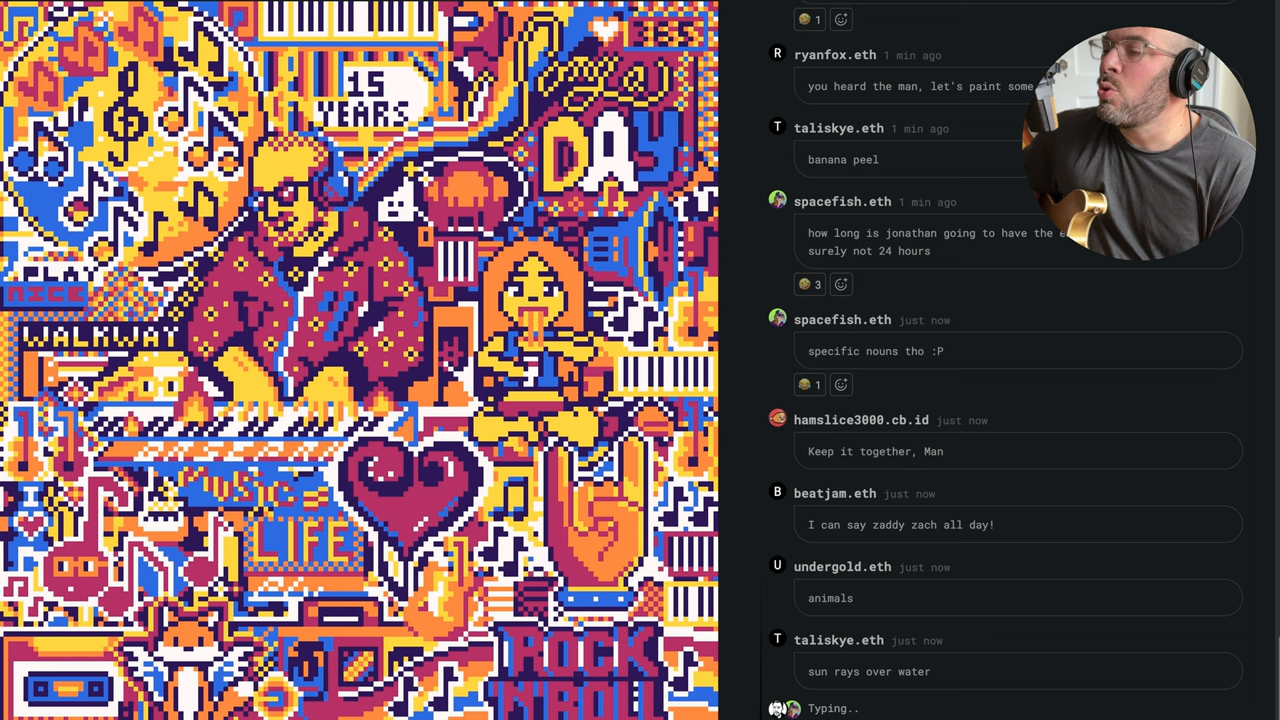 365
15
YEARS
DAY
PLAY
NICE
WALKWAY
MUSIC =
LIFE
ROCK
'N'ROLL
1
R ryanfox.eth 1 min ago
you heard the man, let's paint some
T taliskye.eth 1 min ago
banana peel
spacefish.eth 1 min ago
how long is jonathan going to have the
surely not 24 hours
3
spacefish.eth just now
specific nouns tho :P
1
hamslice3000.cb.id just now
Keep it together, Man
B beatjam.eth just now
I can say zaddy zach all day!
U undergold.eth just now
animals
T taliskye.eth just now
sun rays over water
Typing..